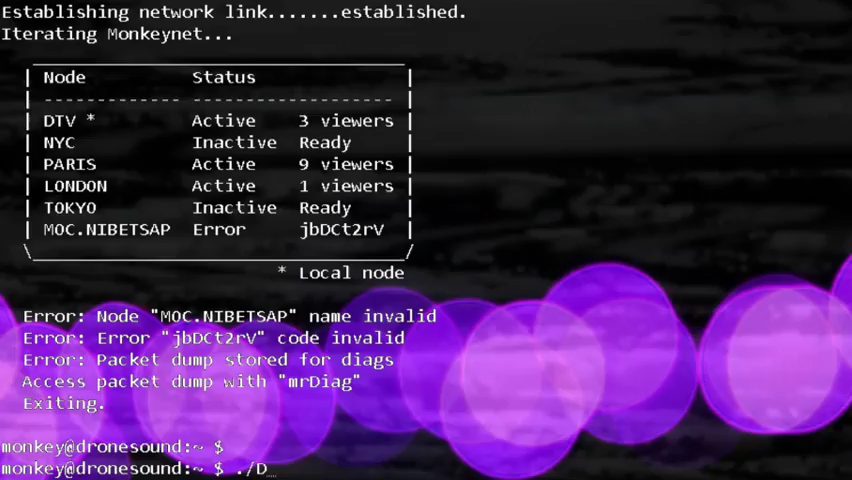 Establishing network link.......established.
Iterating Monkeynet...
Node Status
DTV * Active 3 viewers
NYC Inactive Ready
PARIS Active 9 viewers
LONDON Active 1 viewers
TOKYO Inactive Ready
MOC.NIBETSAP Error jbDCt2rV
* Local node
Error: Node "MOC.NIBETSAP" name invalid
Error: Error "jbDCt2rV" code invalid
Error: Packet dump stored for diags
Access packet dump with "mrDiag"
Exiting.
monkey@dronesound:~ $
monkey@dronesound:~ $ ./D_